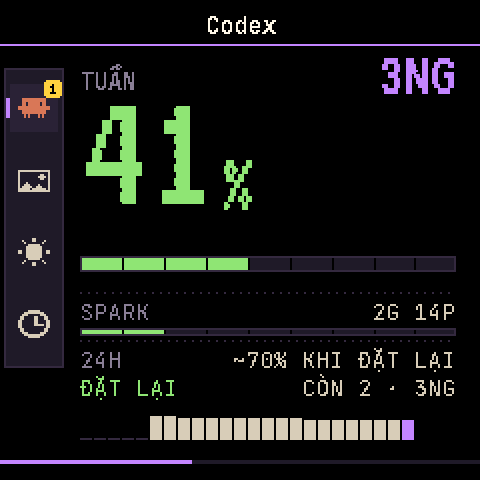 Codex
1
TUẦN 3NG
41%
SPARK 2G 14P
24H ~70% KHI ĐẶT LẠI
ĐẶT LẠI CÒN 2 · 3NG